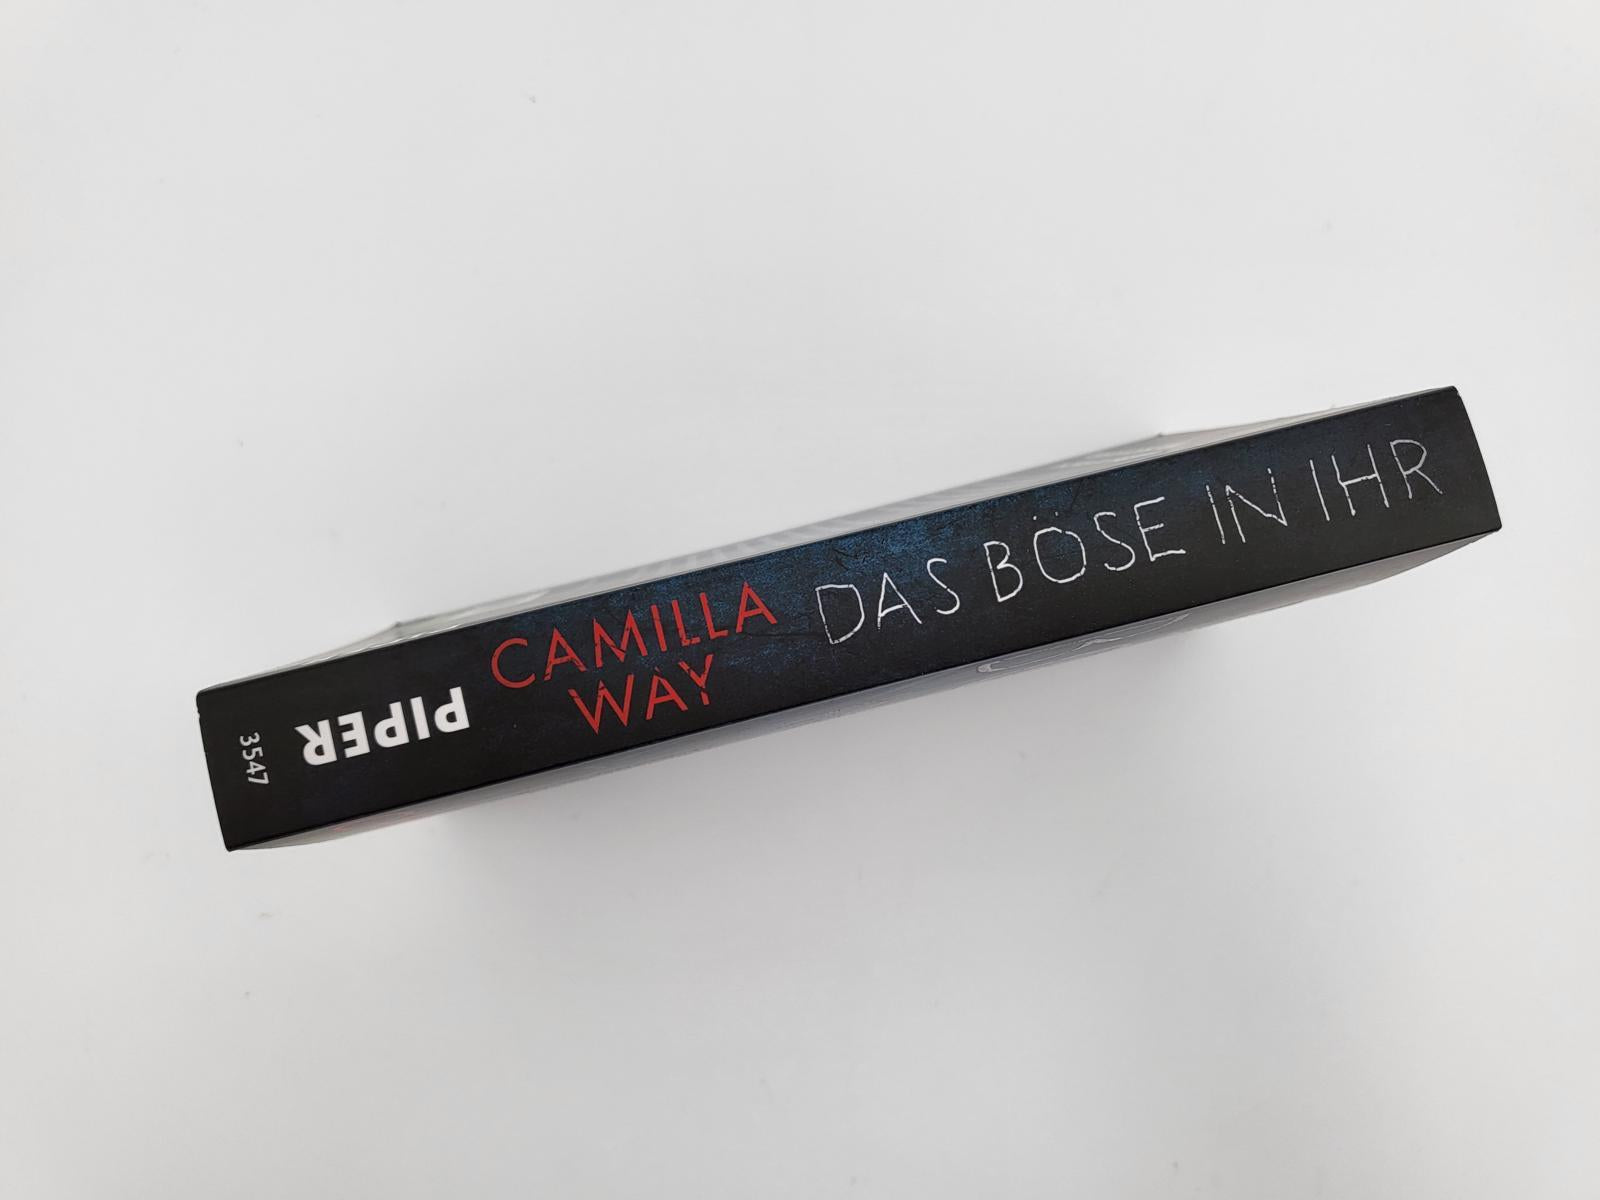 CAMILLA
WAY
DAS BÖSE IN IHR
PIPER
3547